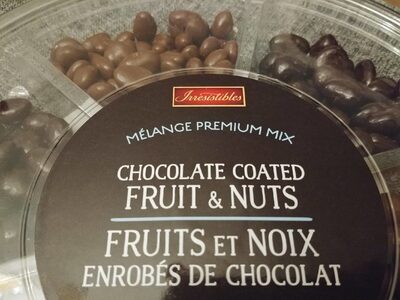 Irresistibles
MÉLANGE PREMIUM MIX
CHOCOLATE COATED
FRUIT & NUTS
FRUITS ET NOIX
ENROBÉS DE CHOCOLAT